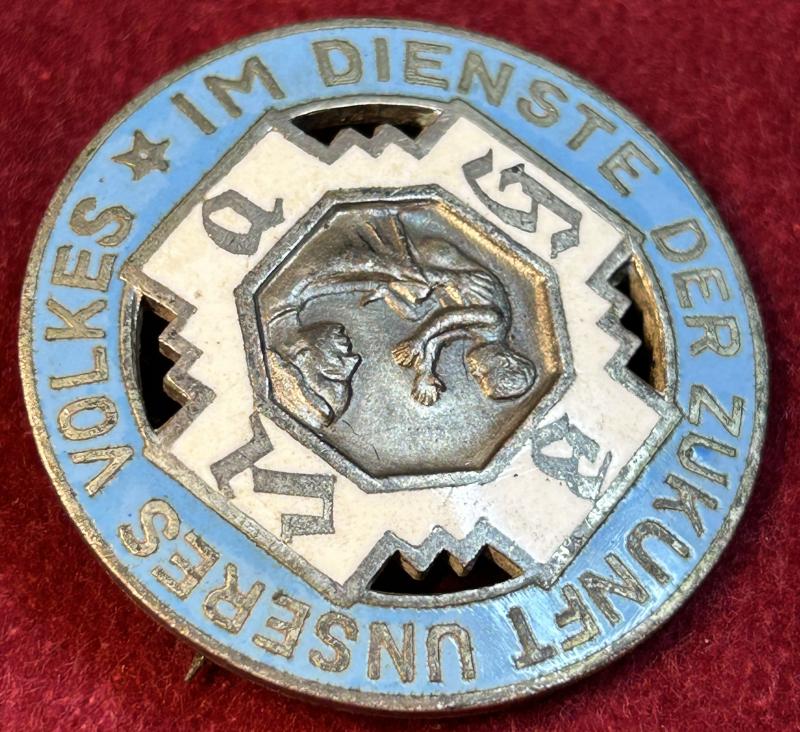 IM DIENSTE DER ZUKUNFT UNSERES VOLKES